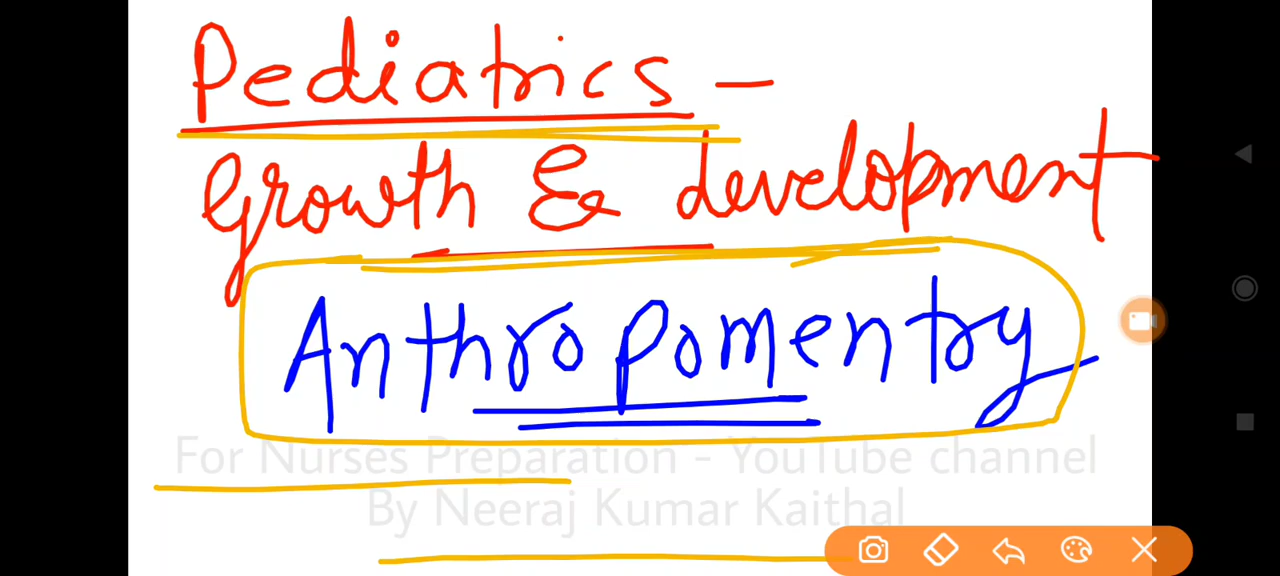 Pediatrics -
growth & development
Anthropomentry
For Nurses Preparation - YouTube channel
By Neeraj Kumar Kaithal